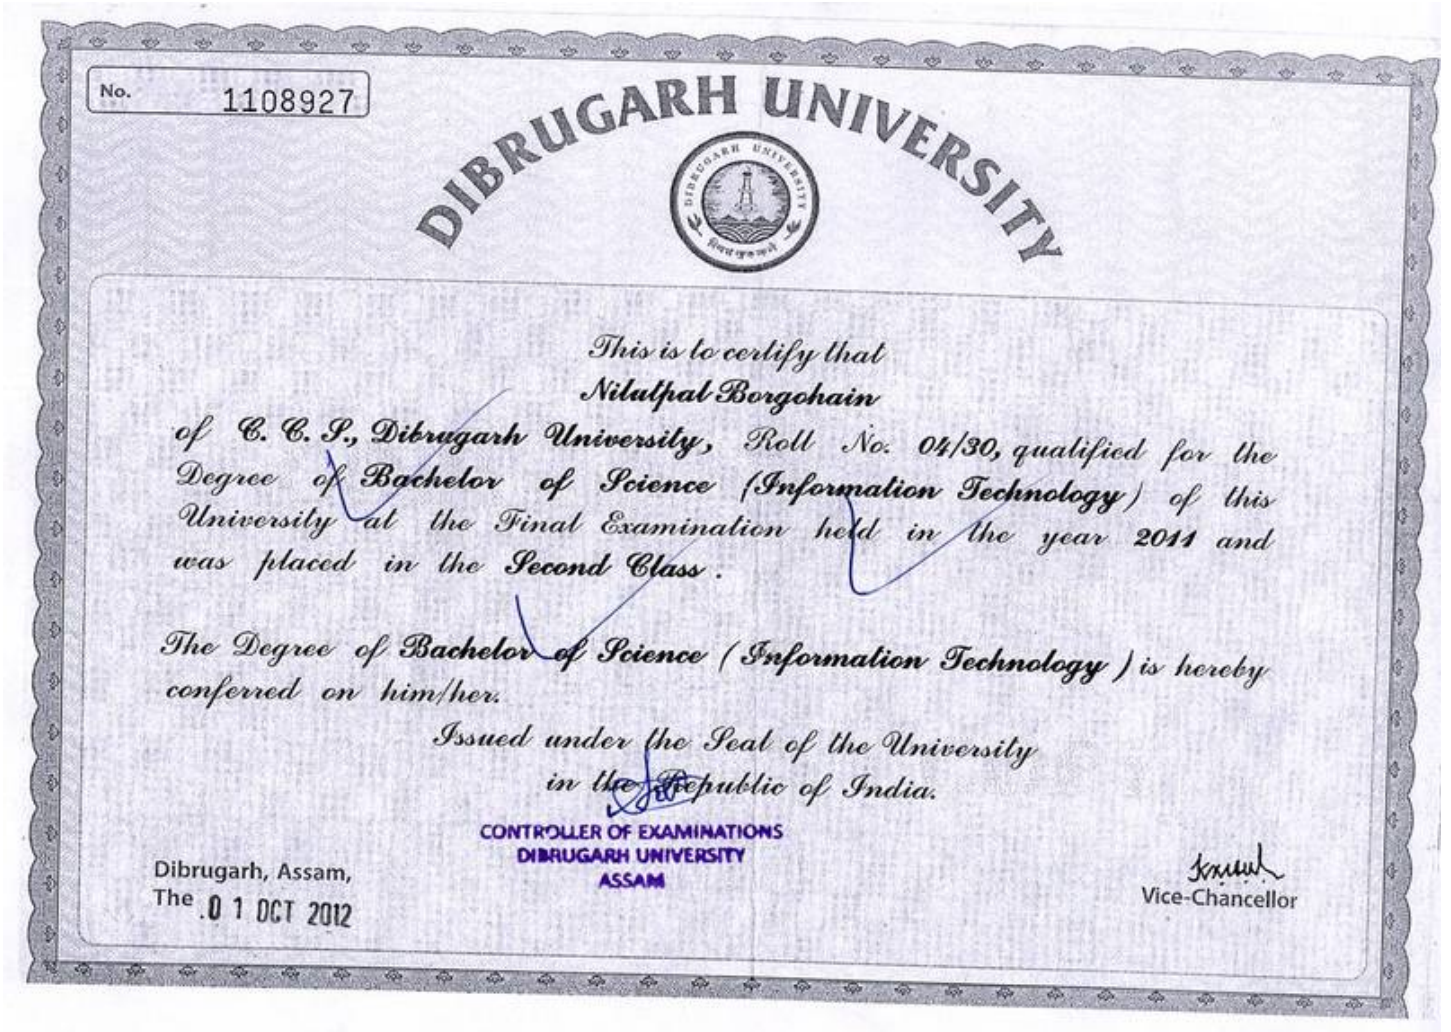 No. 1108927
DIBRUGARH UNIVERSITY
DIBRUGARH UNIVERSITY
This is to certify that
Nilutpal Borgohain
of C. C. S., Dibrugarh University, Roll No. 04/30, qualified for the
Degree of Bachelor of Science (Information Technology) of this
University at the Final Examination held in the year 2011 and
was placed in the Second Class.
The Degree of Bachelor of Science (Information Technology) is hereby
conferred on him/her.
Issued under the Seal of the University
in the Republic of India.
CONTROLLER OF EXAMINATIONS
DIBRUGARH UNIVERSITY
ASSAM
Dibrugarh, Assam,
The .0 1 OCT 2012
Vice-Chancellor